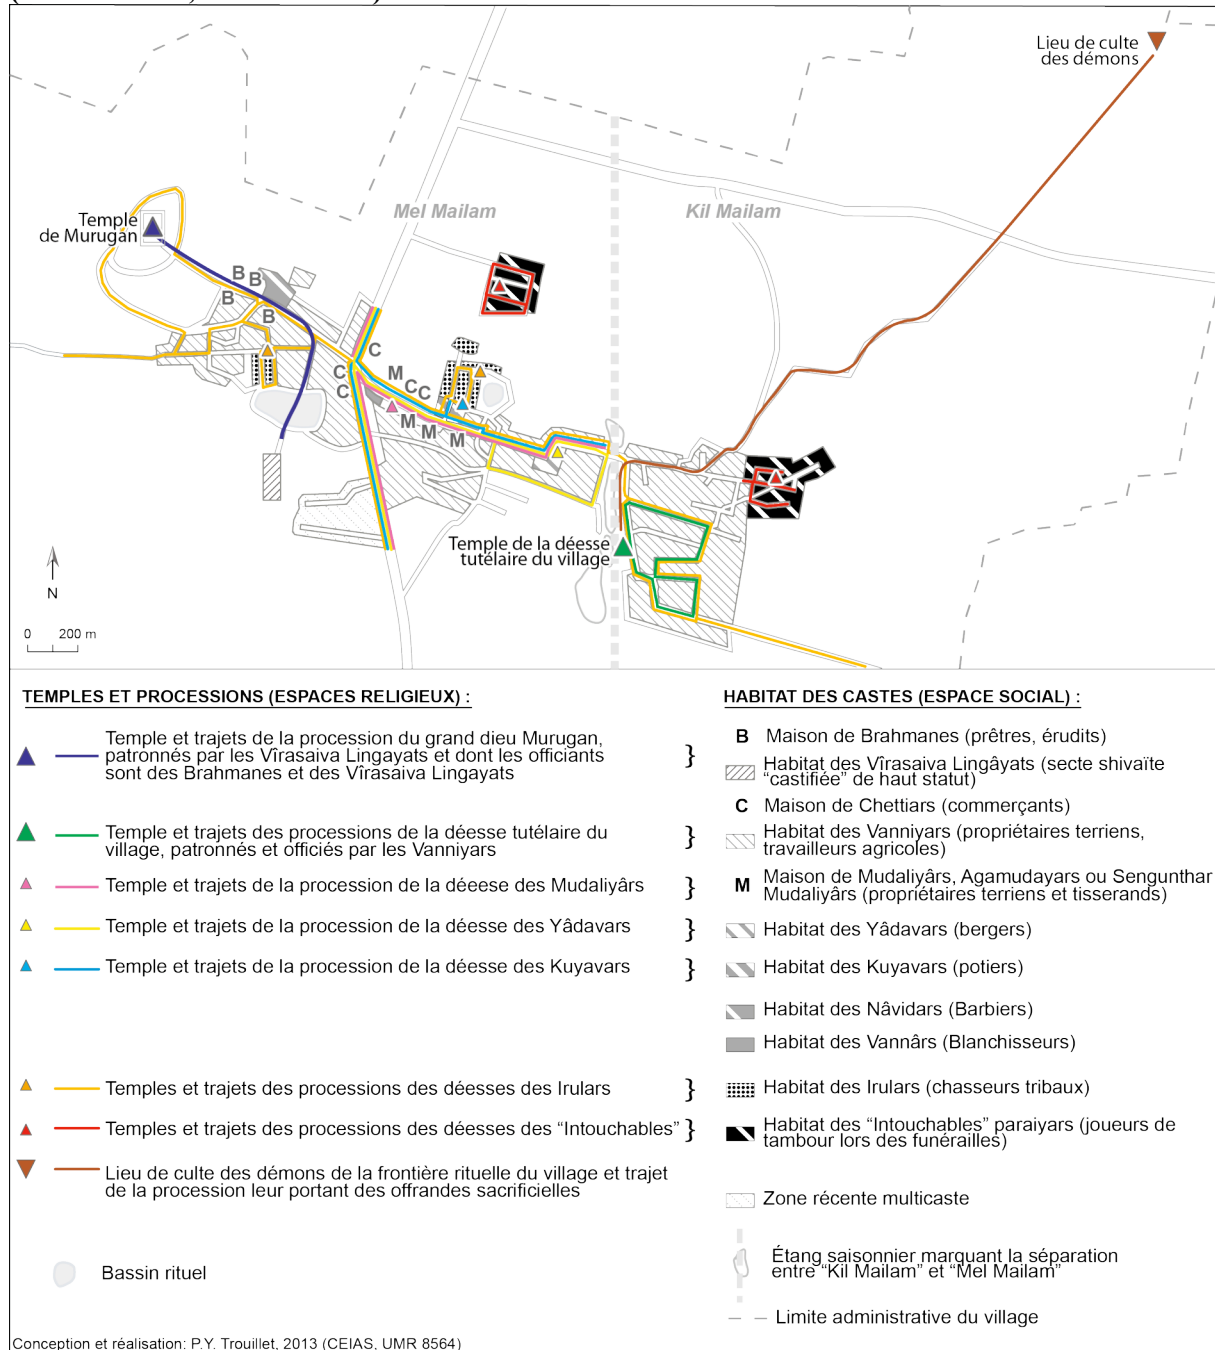 Lieu de culte
des démons
Mel Mailam
Kil Mailam
Temple
de Murugan
B
B
B
B
C
C
C
M
C
C
M
M
M
Temple de la déesse
tutélaire du village
N
0 200 m
TEMPLES ET PROCESSIONS (ESPACES RELIGIEUX) :
Temple et trajets de la procession du grand dieu Murugan,
patronnés par les Vîrasaiva Lingayats et dont les officiants
sont des Brahmanes et des Vîrasaiva Lingayats
}
Temple et trajets des processions de la déesse tutélaire du
village, patronnés et officiés par les Vanniyars
}
Temple et trajets de la procession de la déeese des Mudaliyârs
}
Temple et trajets de la procession de la déesse des Yâdavars
}
Temple et trajets de la procession de la déesse des Kuyavars
}
Temples et trajets des processions des déesses des Irulars
}
Temples et trajets des processions des déesses des “Intouchables”
}
Lieu de culte des démons de la frontière rituelle du village et trajet
de la procession leur portant des offrandes sacrificielles
Bassin rituel
HABITAT DES CASTES (ESPACE SOCIAL) :
B Maison de Brahmanes (prêtres, érudits)
Habitat des Vîrasaiva Lingâyats (secte shivaïte
“castifiée” de haut statut)
C Maison de Chettiars (commerçants)
Habitat des Vanniyars (propriétaires terriens,
travailleurs agricoles)
M Maison de Mudaliyârs, Agamudayars ou Sengunthar
Mudaliyârs (propriétaires terriens et tisserands)
Habitat des Yâdavars (bergers)
Habitat des Kuyavars (potiers)
Habitat des Nâvidars (Barbiers)
Habitat des Vannârs (Blanchisseurs)
Habitat des Irulars (chasseurs tribaux)
Habitat des “Intouchables” paraiyars (joueurs de
tambour lors des funérailles)
Zone récente multicaste
Étang saisonnier marquant la séparation
entre “Kil Mailam” et “Mel Mailam”
Limite administrative du village
Conception et réalisation: P.Y. Trouillet, 2013 (CEIAS, UMR 8564)